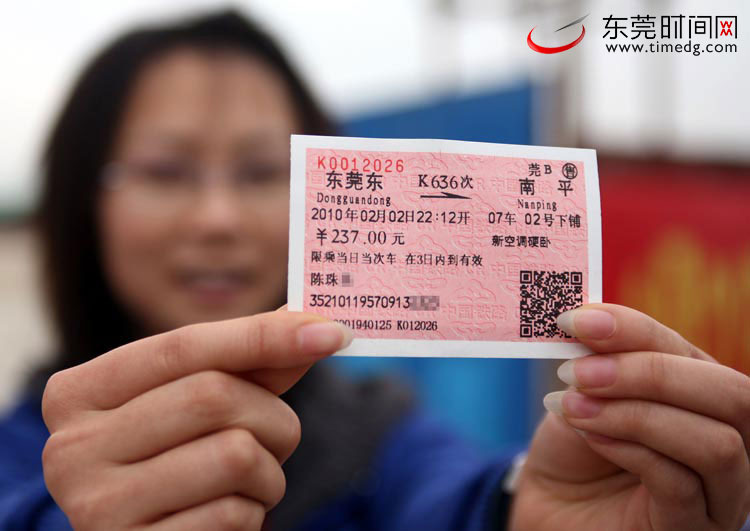 东莞时间网
www.timedg.com
K0012026 莞B 售
东莞东 K636次 南平
Dongguandong Nanping
2010年02月02日22:12开 07车 02号下铺
￥237.00元 新空调硬卧
限乘当日当次车 在3日内到有效
陈珠
35210119570913
0001940125 K012026